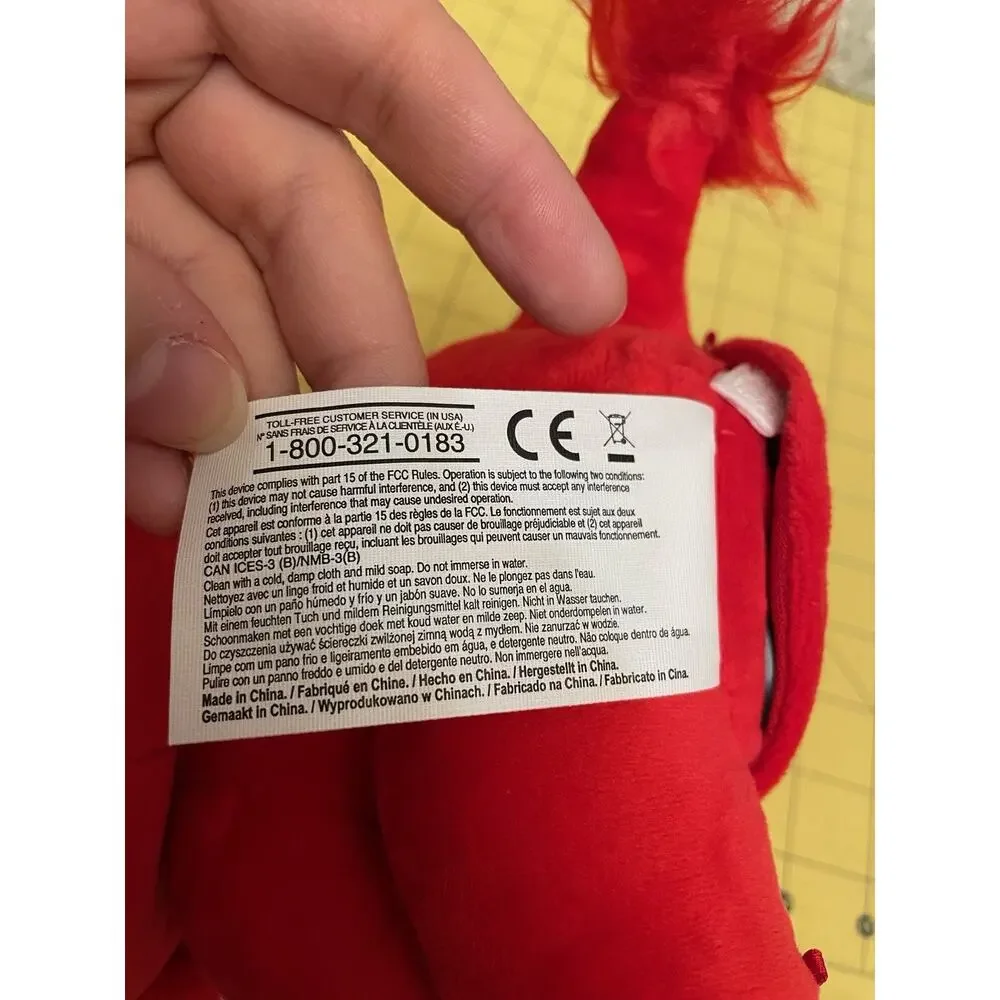 TOLL-FREE CUSTOMER SERVICE (IN USA)
N° SANS FRAIS DE SERVICE À LA CLIENTÈLE (AUX É.-U.)
1-800-321-0183
CE
This device complies with part 15 of the FCC Rules. Operation is subject to the following two conditions:
(1) this device may not cause harmful interference, and (2) this device must accept any interference
received, including interference that may cause undesired operation.
Cet appareil est conforme à la partie 15 des règles de la FCC. Le fonctionnement est sujet aux deux
conditions suivantes : (1) cet appareil ne doit pas causer de brouillage préjudiciable et (2) cet appareil
doit accepter tout brouillage reçu, incluant les brouillages qui peuvent causer un mauvais fonctionnement.
CAN ICES-3 (B)/NMB-3(B)
Clean with a cold, damp cloth and mild soap. Do not immerse in water.
Nettoyez avec un linge froid et humide et un savon doux. Ne le plongez pas dans l'eau.
Límpielo con un paño húmedo y frío y un jabón suave. No lo sumerja en el agua.
Mit einem feuchten Tuch und mildem Reinigungsmittel kalt reinigen. Nicht in Wasser tauchen.
Schoonmaken met een vochtige doek met koud water en milde zeep. Niet onderdompelen in water.
Do czyszczenia używać ściereczki zwilżonej zimną wodą z mydłem. Nie zanurzać w wodzie.
Limpe com um pano frio e ligeiramente embebido em água, e detergente neutro. Não coloque dentro de água.
Pulire con un panno freddo e umido e del detergente neutro. Non immergere nell'acqua.
Made in China. / Fabriqué en Chine. / Hecho en China. / Hergestellt in China.
Gemaakt in China. / Wyprodukowano w Chinach. / Fabricado na China. / Fabbricato in Cina.